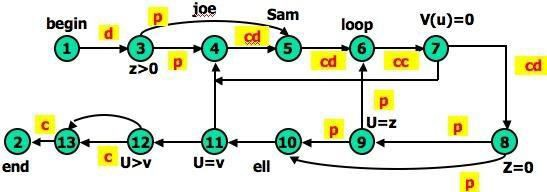 joe
p
begin
Sam
loop
V(u)=0
d
1
3
4
5
6
7
cd
cd
cc
z>0
p
cd
p
U=z
c
p
p
2
13
12
11
10
9
8
c
end
U>v
U=v
ell
Z=0
p